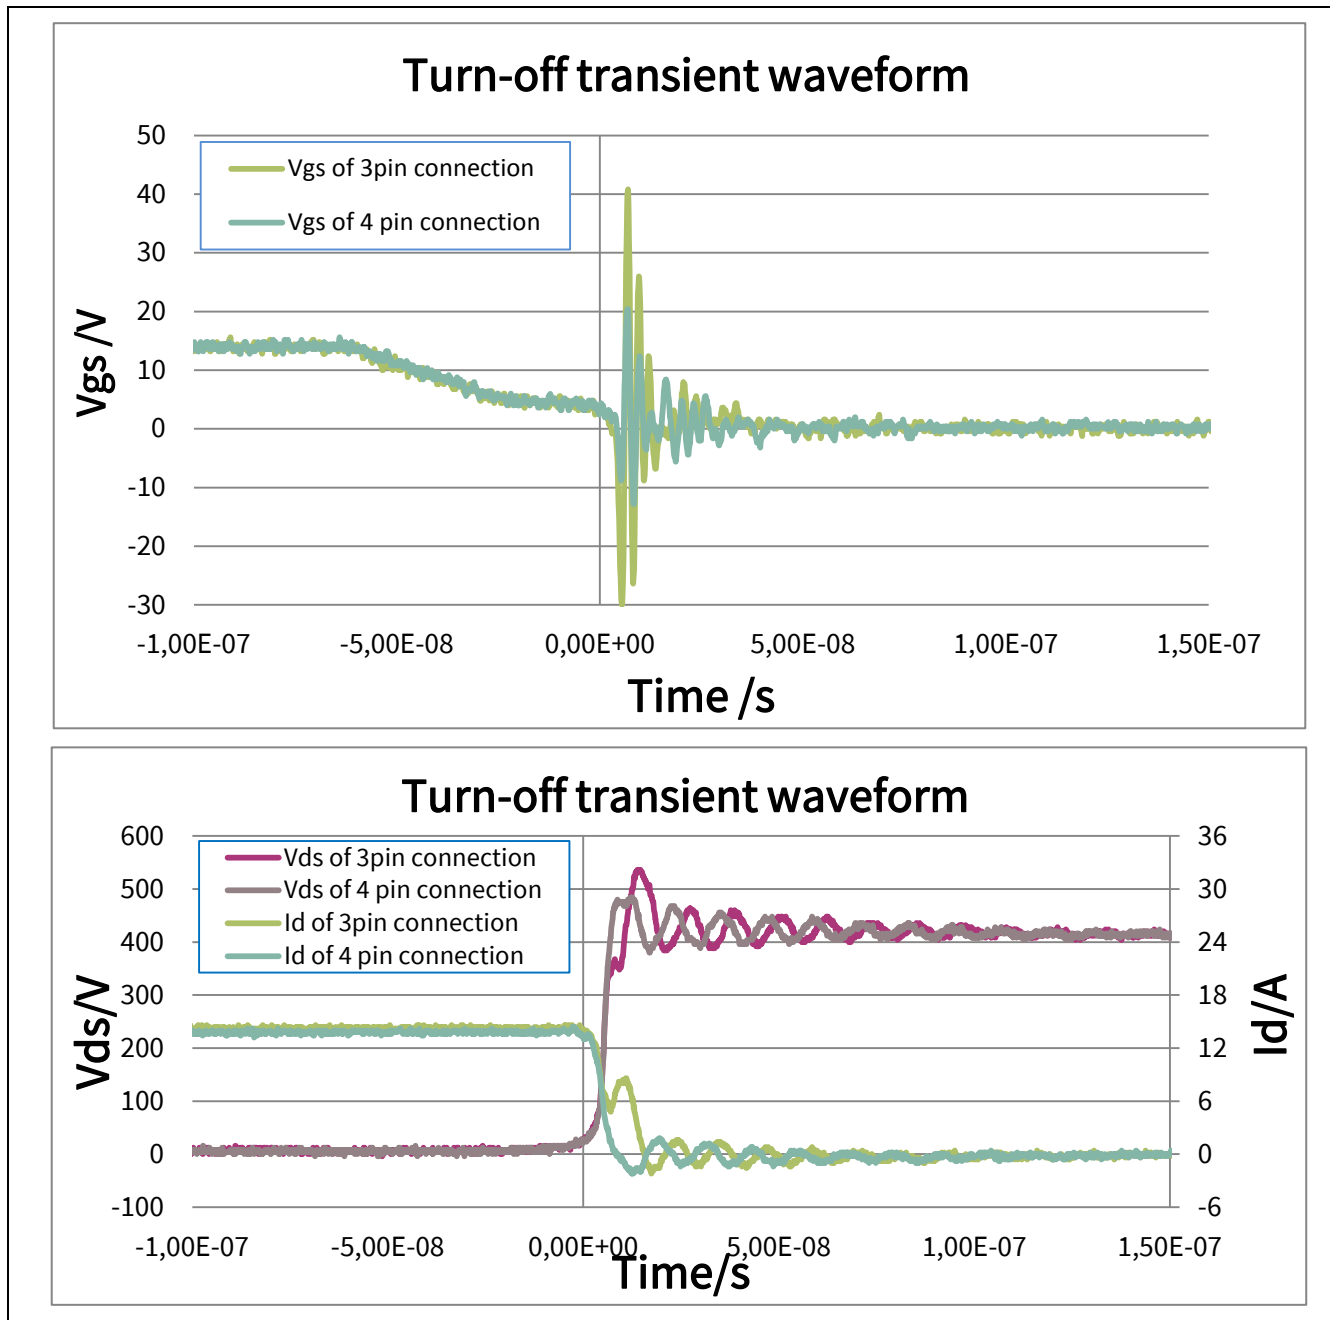 Turn-off transient waveform
50
40
30
20
10
0
-10
-20
-30
Vgs of 3pin connection
Vgs of 4 pin connection
Vgs /V
-1,00E-07 -5,00E-08 0,00E+00 5,00E-08 1,00E-07 1,50E-07
Time /s
Turn-off transient waveform
600
500
400
300
200
100
0
-100
Vds of 3pin connection
Vds of 4 pin connection
Id of 3pin connection
Id of 4 pin connection
Vds/V
36
30
24
18
12
6
0
-6
Id/A
-1,00E-07 -5,00E-08 0,00E+00 5,00E-08 1,00E-07 1,50E-07
Time/s